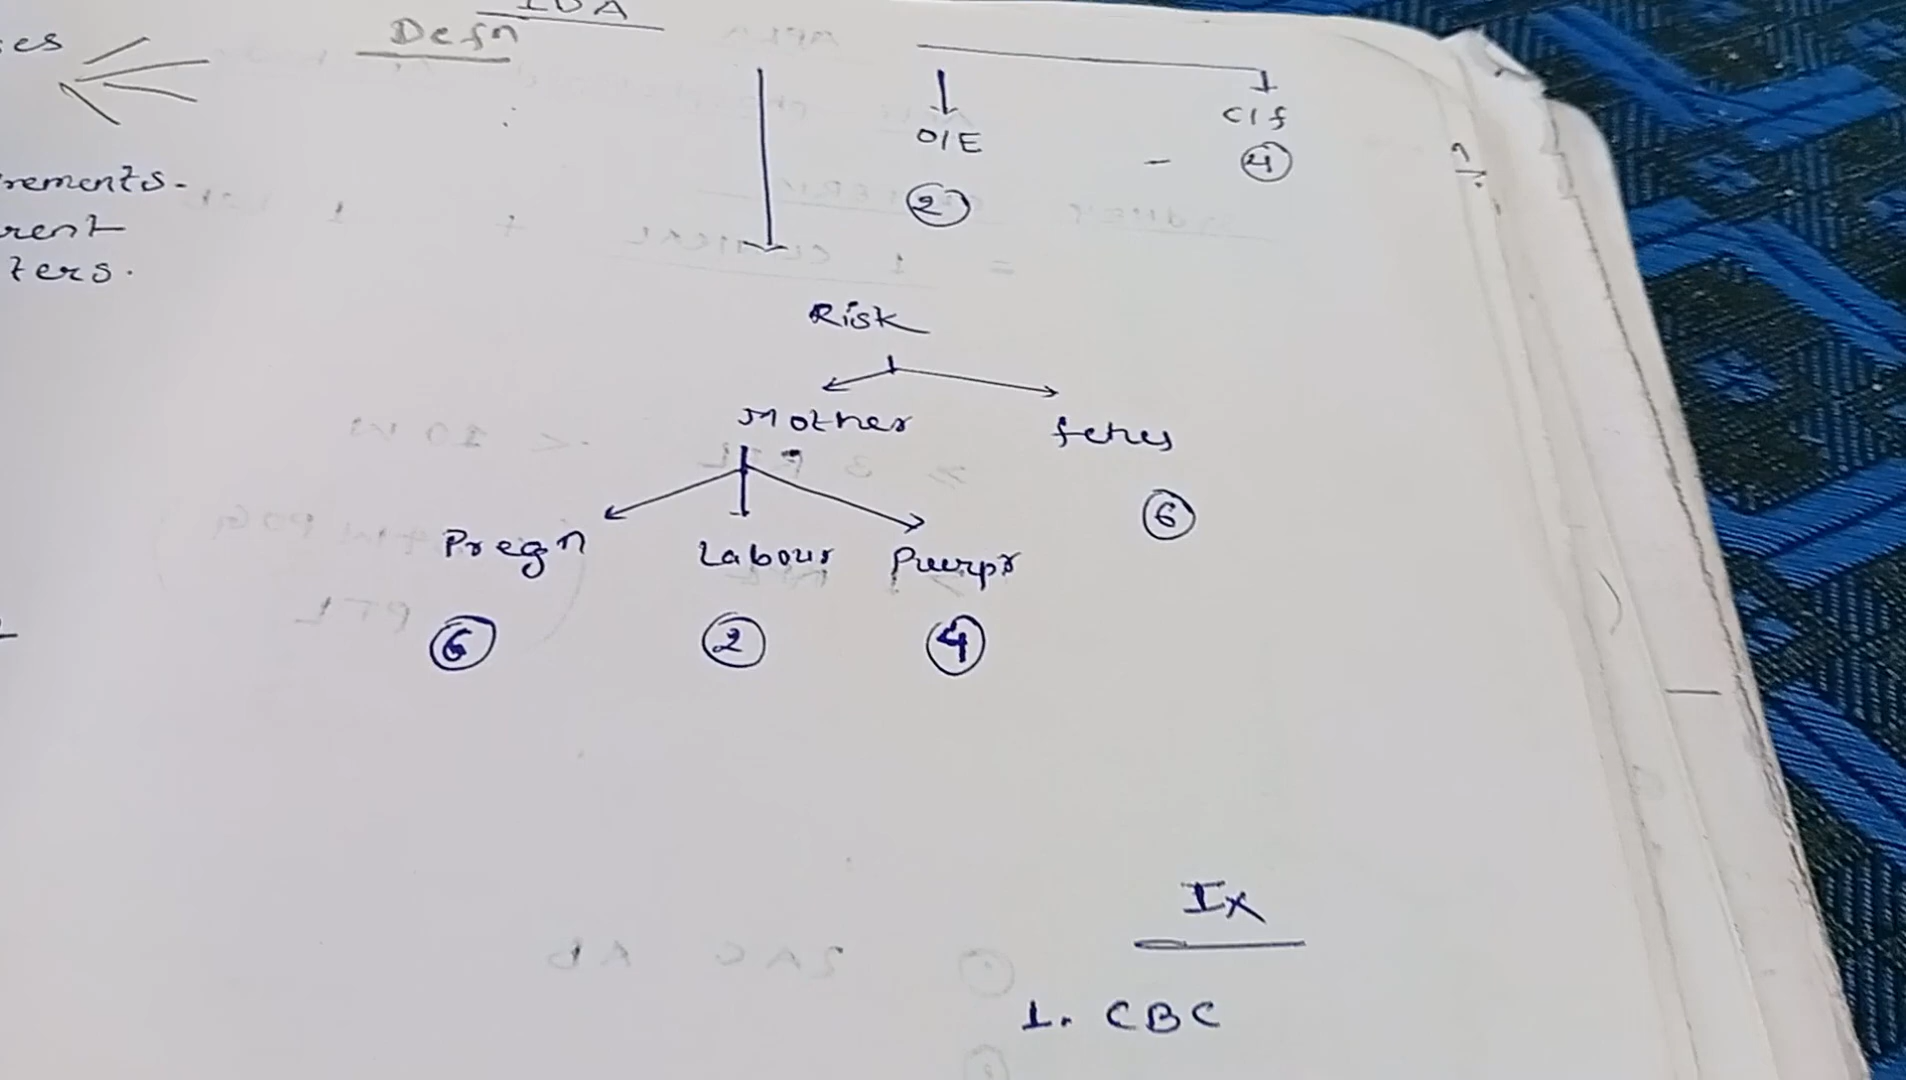 IDA
es
Defn
O/E
C/f
2
4
rements.
rent
ters.
Risk
Mother
fetus
6
Pregn
Labour
Puerpr
6
2
4
Ix
1. CBC